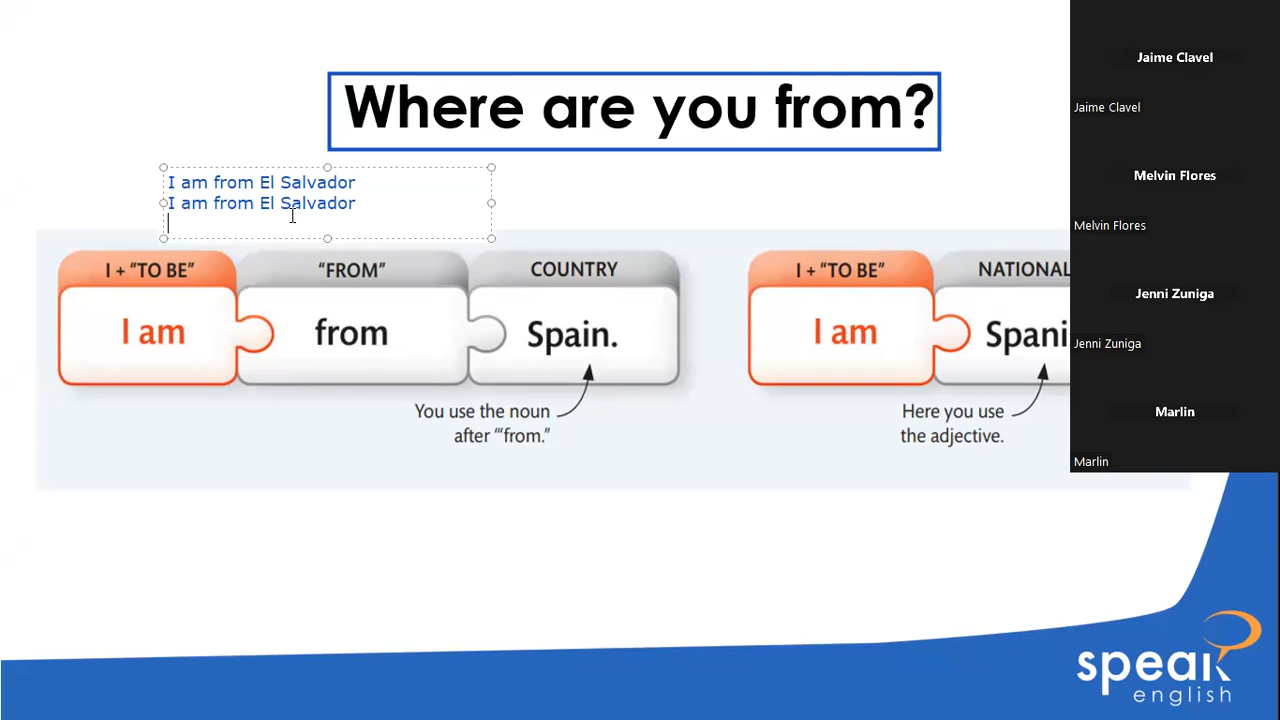 Where are you from?
I am from El Salvador
I am from El Salvador
I + “TO BE”
“FROM”
COUNTRY
I am
from
Spain.
You use the noun
after “‘from.”
I + “TO BE”
NATIONAL
I am
Spani
Here you use
the adjective.
Jaime Clavel
Jaime Clavel
Melvin Flores
Melvin Flores
Jenni Zuniga
Jenni Zuniga
Marlin
Marlin
speak
english